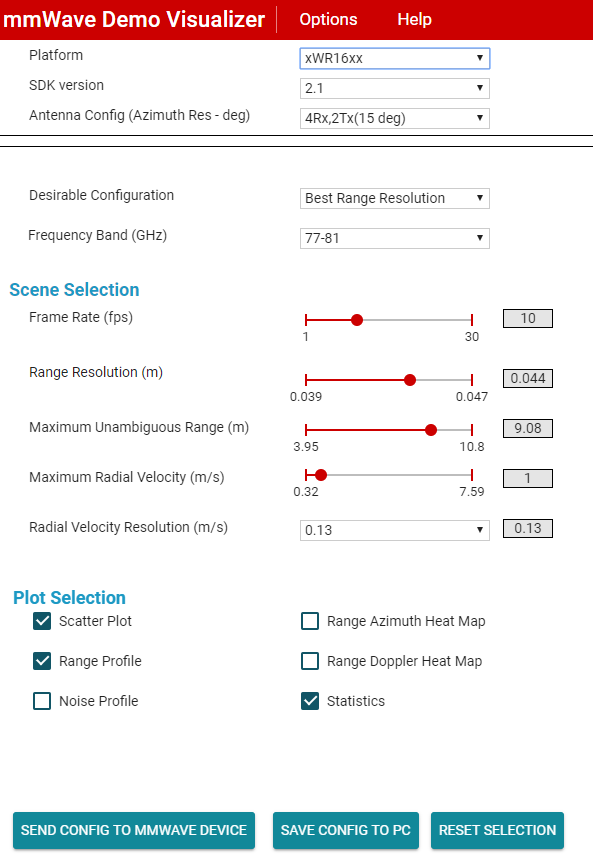 mmWave Demo Visualizer Options Help
Platform xWR16xx
SDK version 2.1
Antenna Config (Azimuth Res - deg) 4Rx,2Tx(15 deg)
Desirable Configuration Best Range Resolution
Frequency Band (GHz) 77-81
Scene Selection
Frame Rate (fps) 10
1 30
Range Resolution (m) 0.044
0.039 0.047
Maximum Unambiguous Range (m) 9.08
3.95 10.8
Maximum Radial Velocity (m/s) 1
0.32 7.59
Radial Velocity Resolution (m/s) 0.13 0.13
Plot Selection
Scatter Plot Range Azimuth Heat Map
Range Profile Range Doppler Heat Map
Noise Profile Statistics
SEND CONFIG TO MMWAVE DEVICE SAVE CONFIG TO PC RESET SELECTION